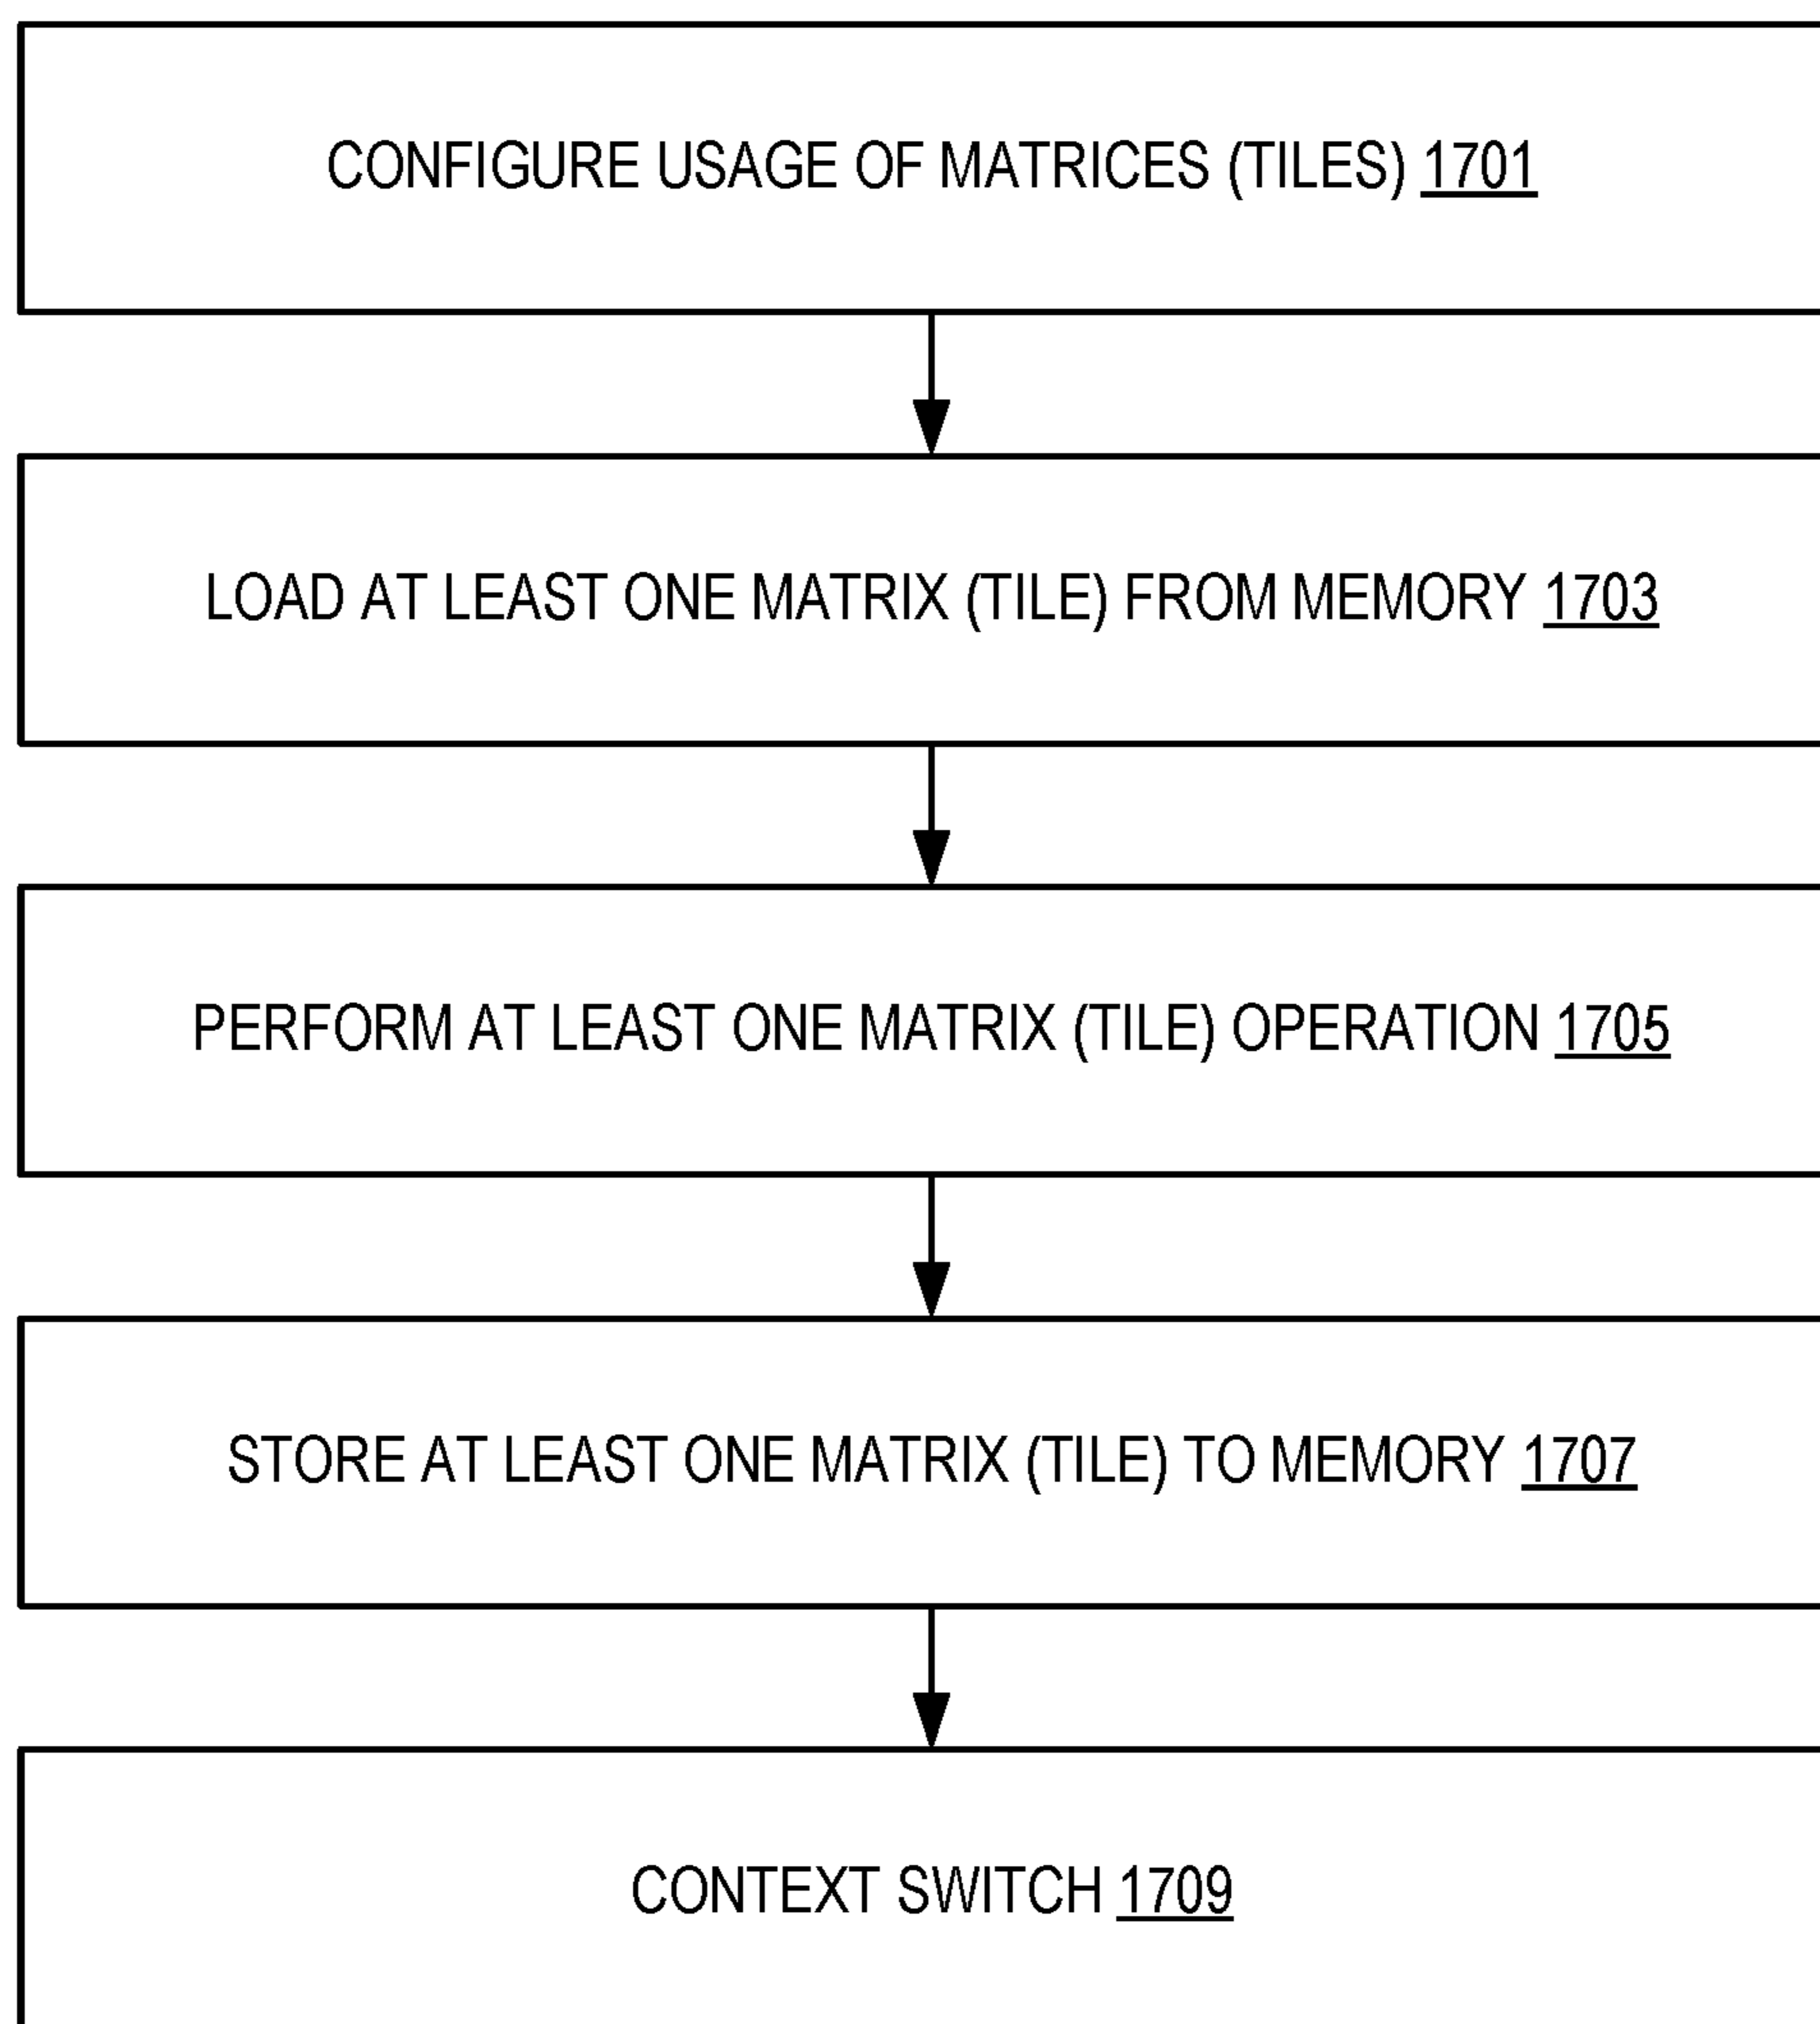 CONFIGURE USAGE OF MATRICES (TILES) 1701
LOAD AT LEAST ONE MATRIX (TILE) FROM MEMORY 1703
PERFORM AT LEAST ONE MATRIX (TILE) OPERATION 1705
STORE AT LEAST ONE MATRIX (TILE) TO MEMORY 1707
CONTEXT SWITCH 1709